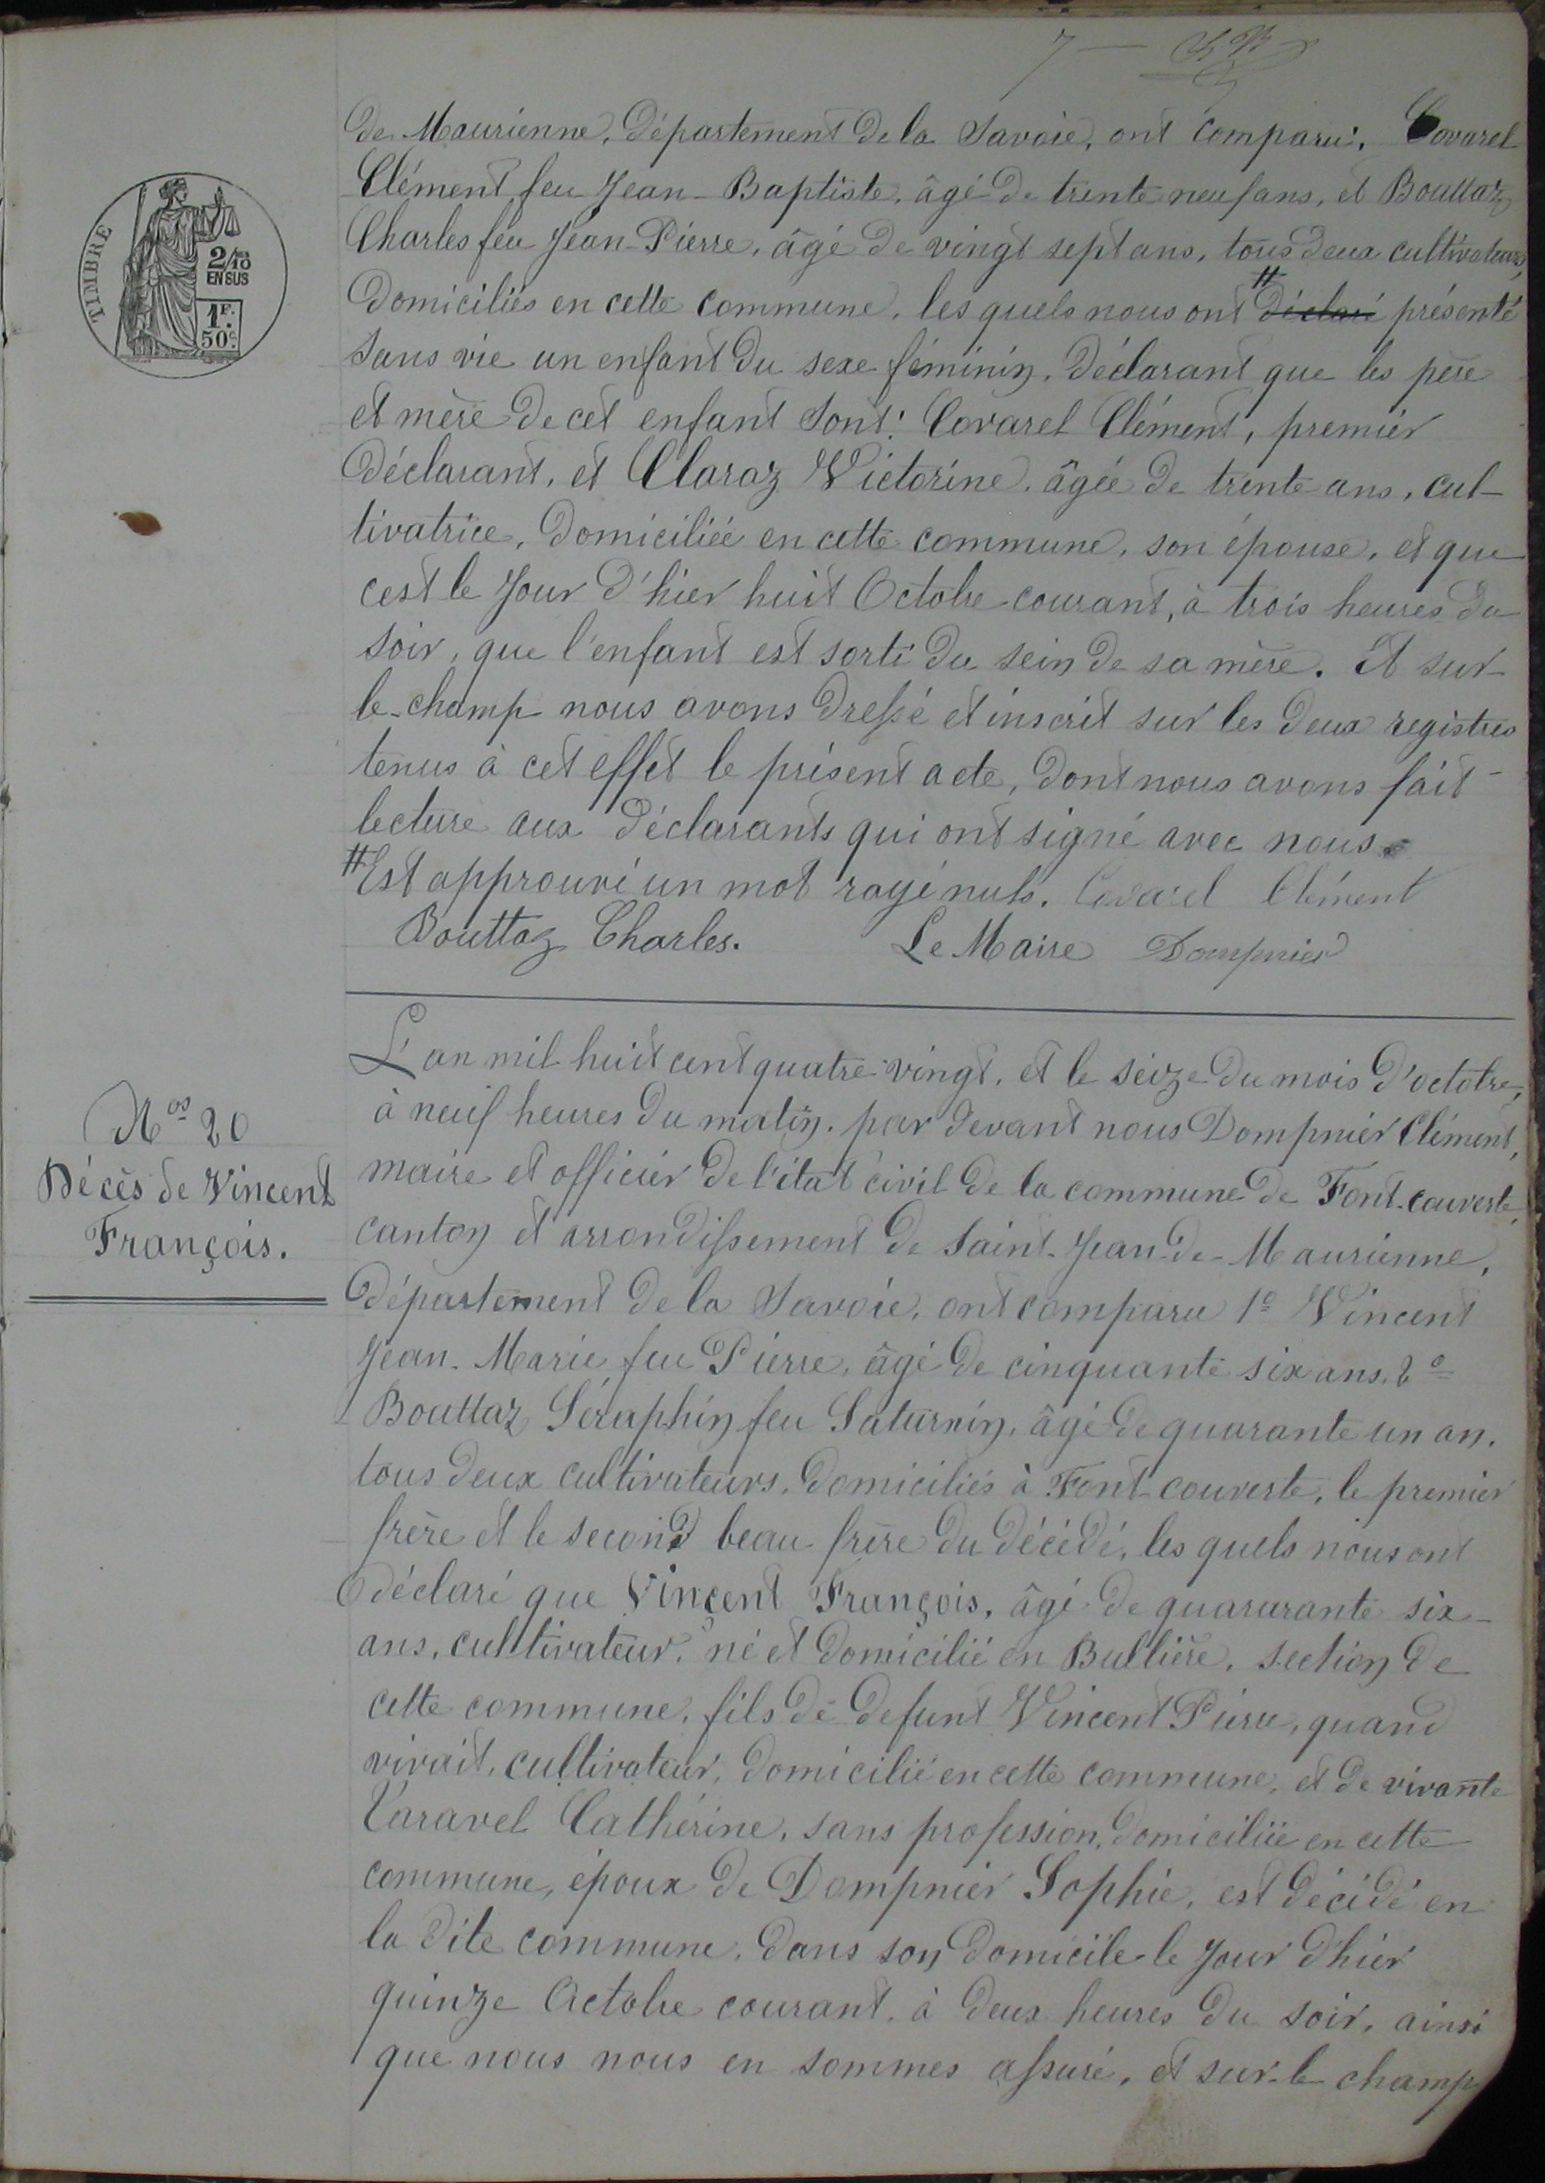 7
de Maurienne, département de la Savoie, ont comparu: Covarel
Clément feu Jean-Baptiste, âgé de trente neuf ans, et Bouttaz
Charles feu Jean-Pierre, âgé de vingt sept ans, tous deux cultivateurs,
TIMBRE
2/10 EN SUS
1F. 50c.
#
domiciliés en cette commune, les quels nous ont déclaré présenté
sans vie un enfant du sexe féminin, déclarant que les père
et mère de cet enfant sont: Covarel Clément, premier
déclarant, et Claraz Victorine, âgée de trente ans, cul-
tivatrice, domiciliée en cette commune, son épouse, et que
c'est le jour d'hier huit Octobre courant, à trois heures du
soir, que l'enfant est sorti du sein de sa mère. Et sur-
le-champ nous avons dressé et inscrit sur les deux registres
tenus à cet effet le présent acte, dont nous avons fait
lecture aux déclarants qui ont signé avec nous.
# Est approuvé un mot rayé nuls. Covarel Clément
Bouttaz Charles. Le Maire Dompnier
Nos 20
Décès de Vincent
François.
L'an mil huit cent quatre-vingt, et le seize du mois d'octobre,
à neuf heures du matin, par devant nous Dompnier Clément,
maire et officier de l'état civil de la commune de Font-couverte,
canton et arrondissement de Saint-Jean-de-Maurienne,
département de la Savoie, ont comparu 1o Vincent
Jean-Marie feu Pierre, âgé de cinquante six ans, 2o
Bouttaz Séraphin feu Saturnin, âgé de quarante un an,
tous deux cultivateurs, domiciliés à Font-couverte, le premier
frère et le second beau-frère du décédé, les quels nous ont
déclaré que Vincent François, âgé de quararante six
ans, cultivateur, né et domicilié en Bullière, section de
cette commune, fils de defunt Vincent Pierre, quand
vivait, cultivateur, domicilié en cette commune, et de vivante
Taravel Cathérine, sans profession, domiciliée en cette
commune, époux de Dompnier Sophie, est décédé en
la dite commune, dans son domicile le jour d'hier
quinze Octobre courant, à deux heures du soir, ainsi
que nous nous en sommes assuré, et sur-le champ